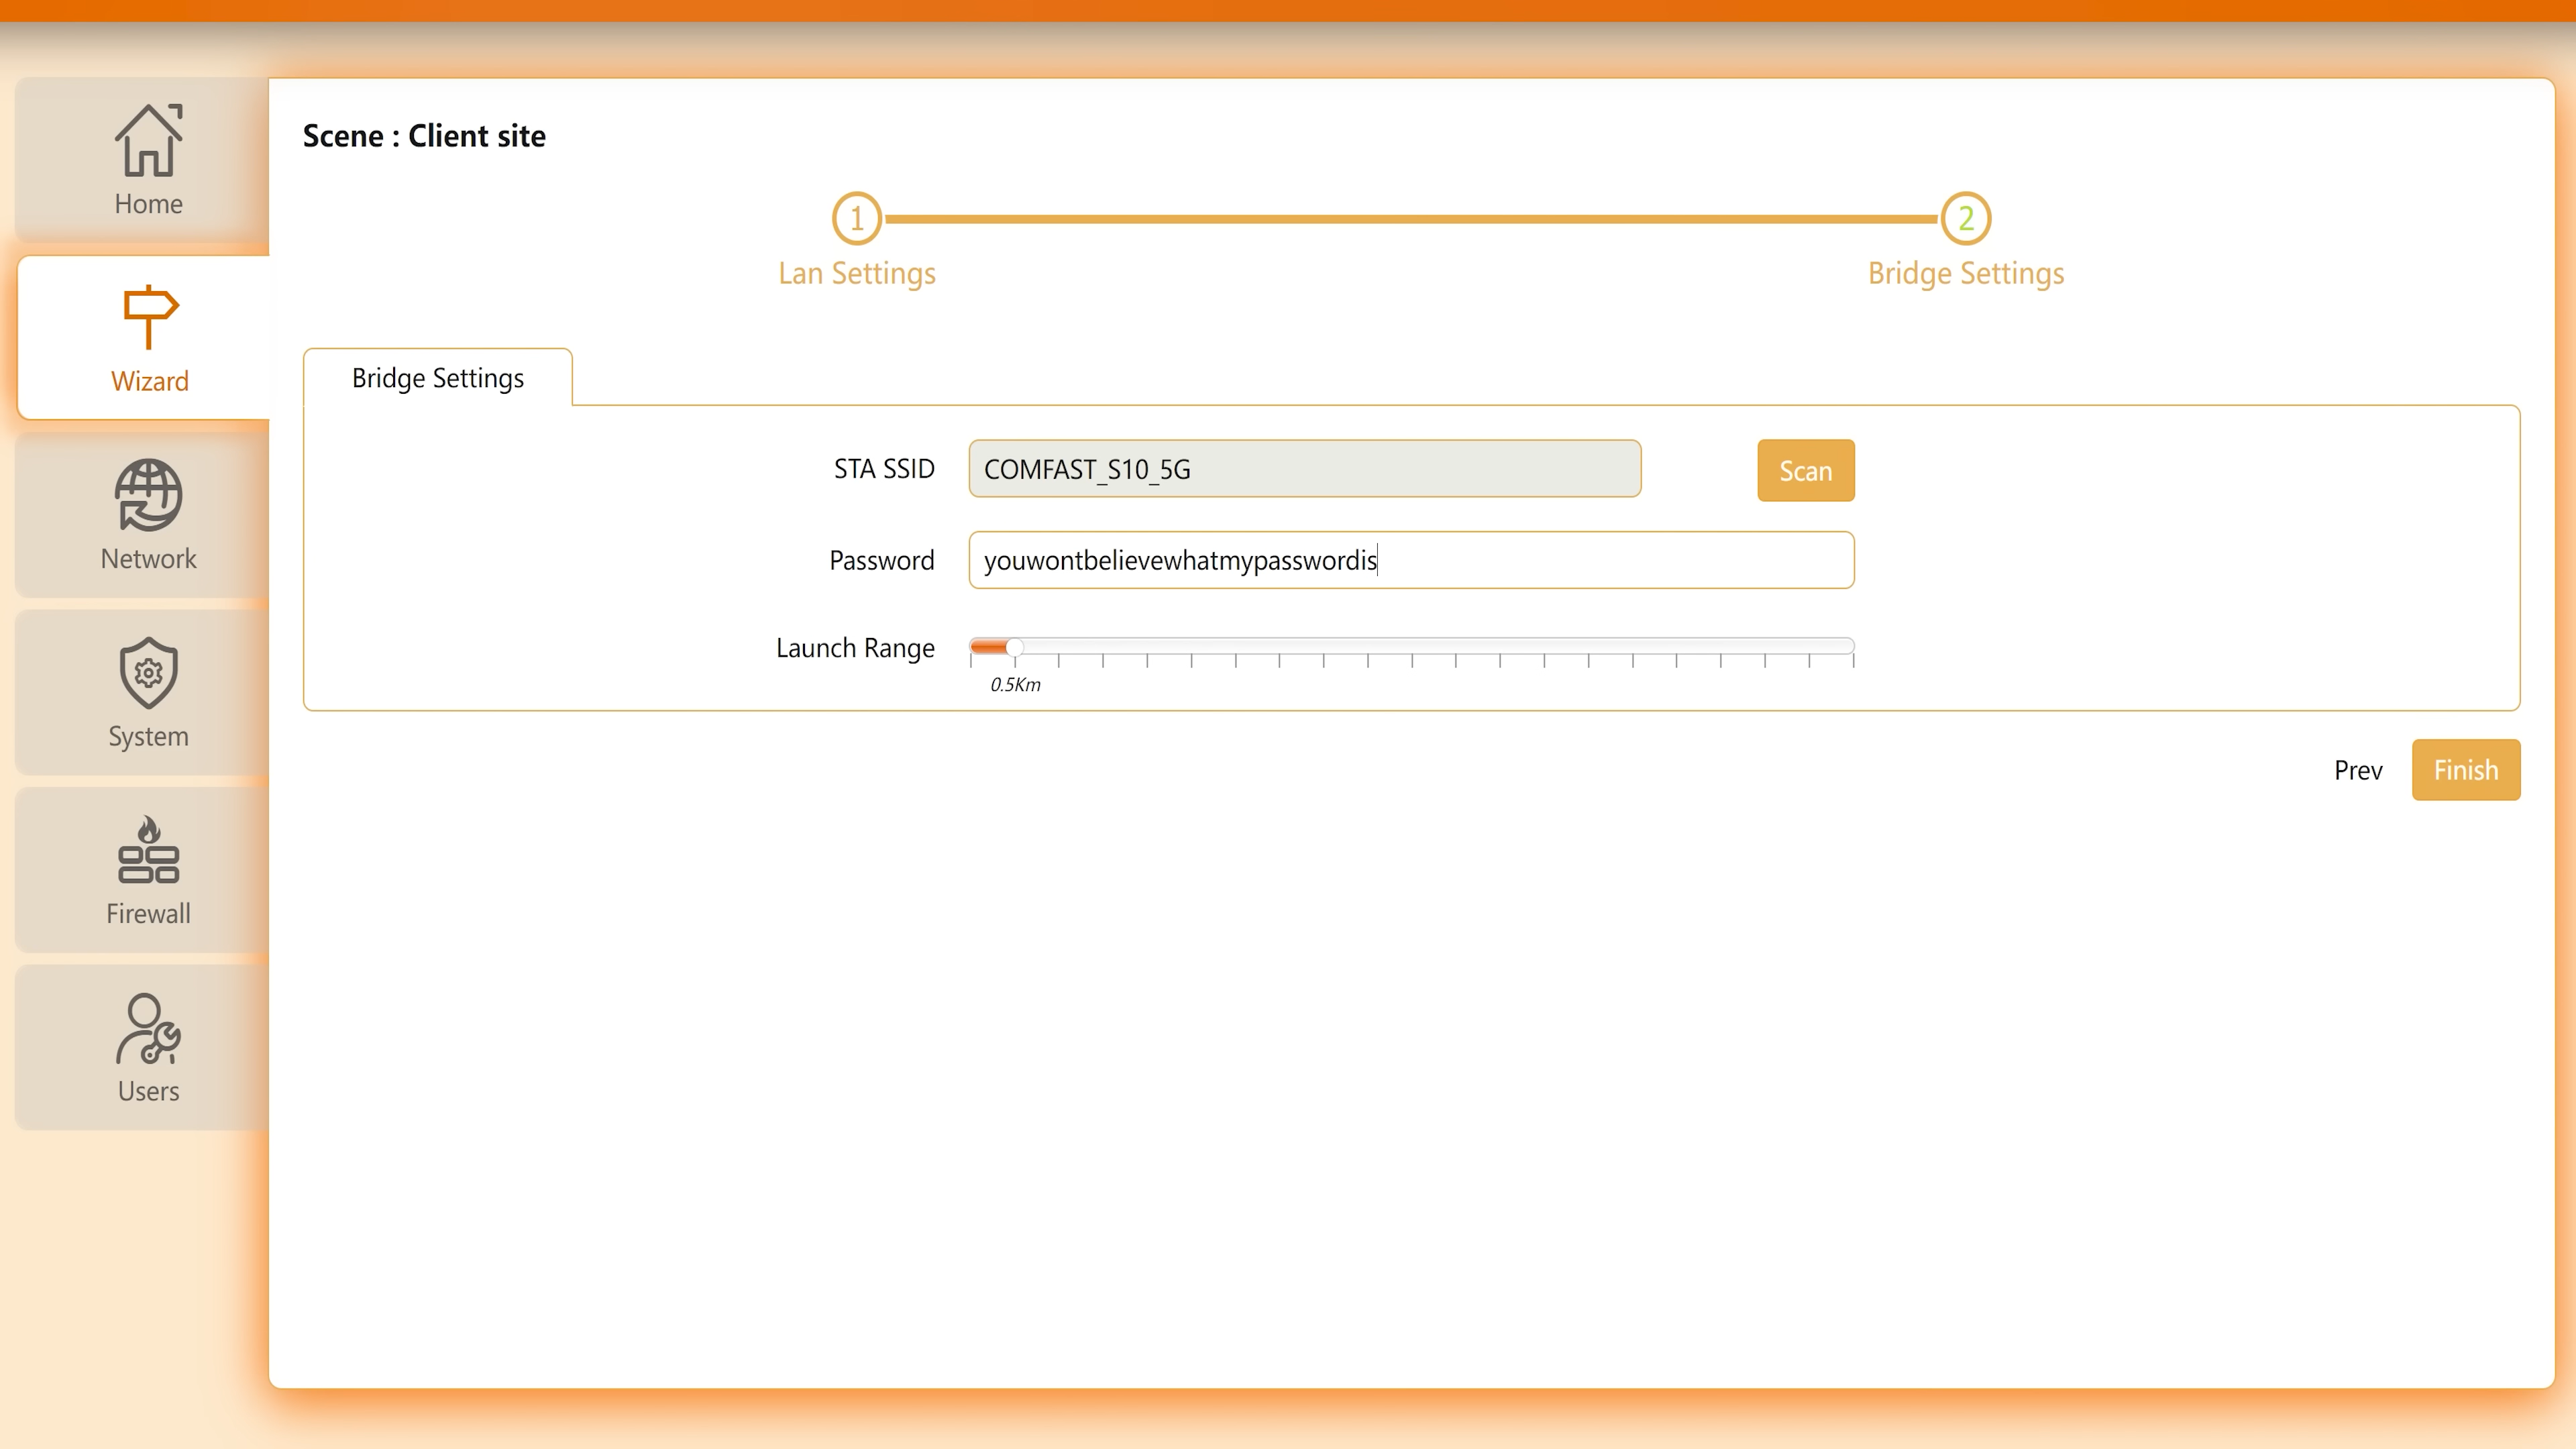 Scene : Client site
1
2
Lan Settings
Bridge Settings
Home
Wizard
Network
System
Firewall
Users
Bridge Settings
STA SSID
COMFAST_S10_5G
Scan
Password
youwontbelievewhatmypasswordis
Launch Range
0.5Km
Prev
Finish